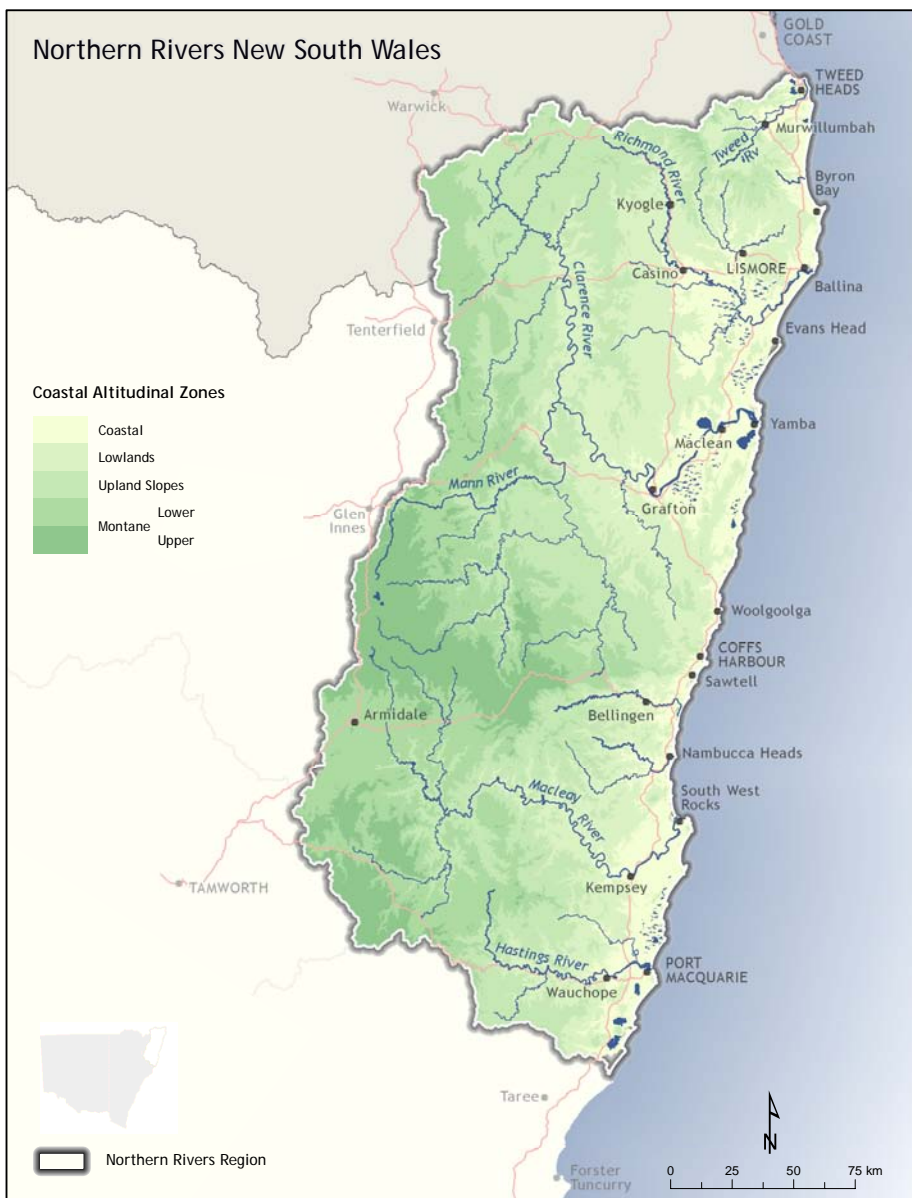 Northern Rivers New South Wales
GOLD
COAST
TWEED
HEADS
Warwick
Murwillumbah
Tweed
Rv
Richmond River
Byron
Bay
Kyogle
Casino
LISMORE
Ballina
Clarence River
Tenterfield
Evans Head
Coastal Altitudinal Zones
Coastal
Lowlands
Upland Slopes
Montane
Lower
Upper
Yamba
Maclean
Mann River
Glen
Innes
Grafton
Woolgoolga
COFFS
HARBOUR
Sawtell
Bellingen
Armidale
Nambucca Heads
South West
Rocks
Macleay
River
TAMWORTH
Kempsey
Hastings River
PORT
MACQUARIE
Wauchope
Taree
Northern Rivers Region
Forster
Tuncurry
N
0 25 50 75 km